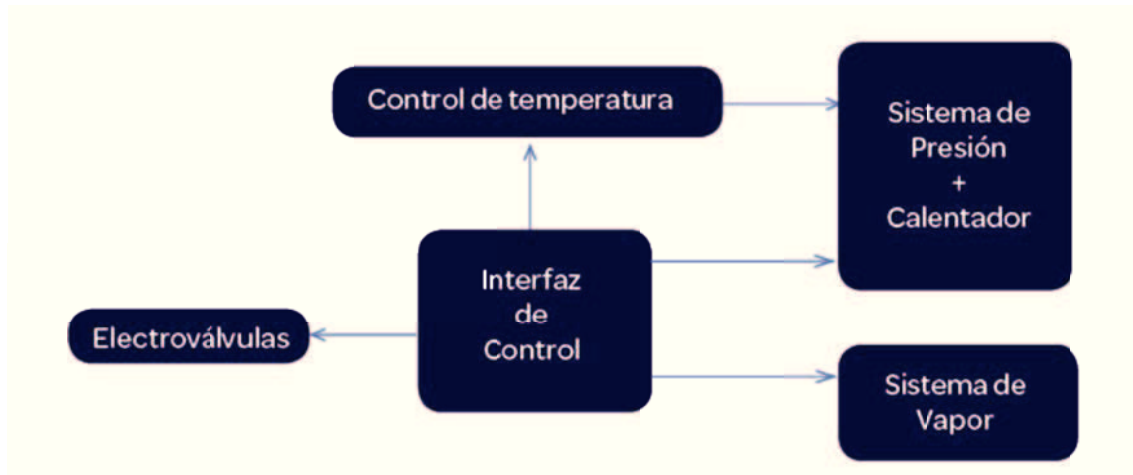 Control de temperatura
Sistema de
Presión
+
Calentador
Interfaz
de
Control
Electroválvulas
Sistema de
Vapor